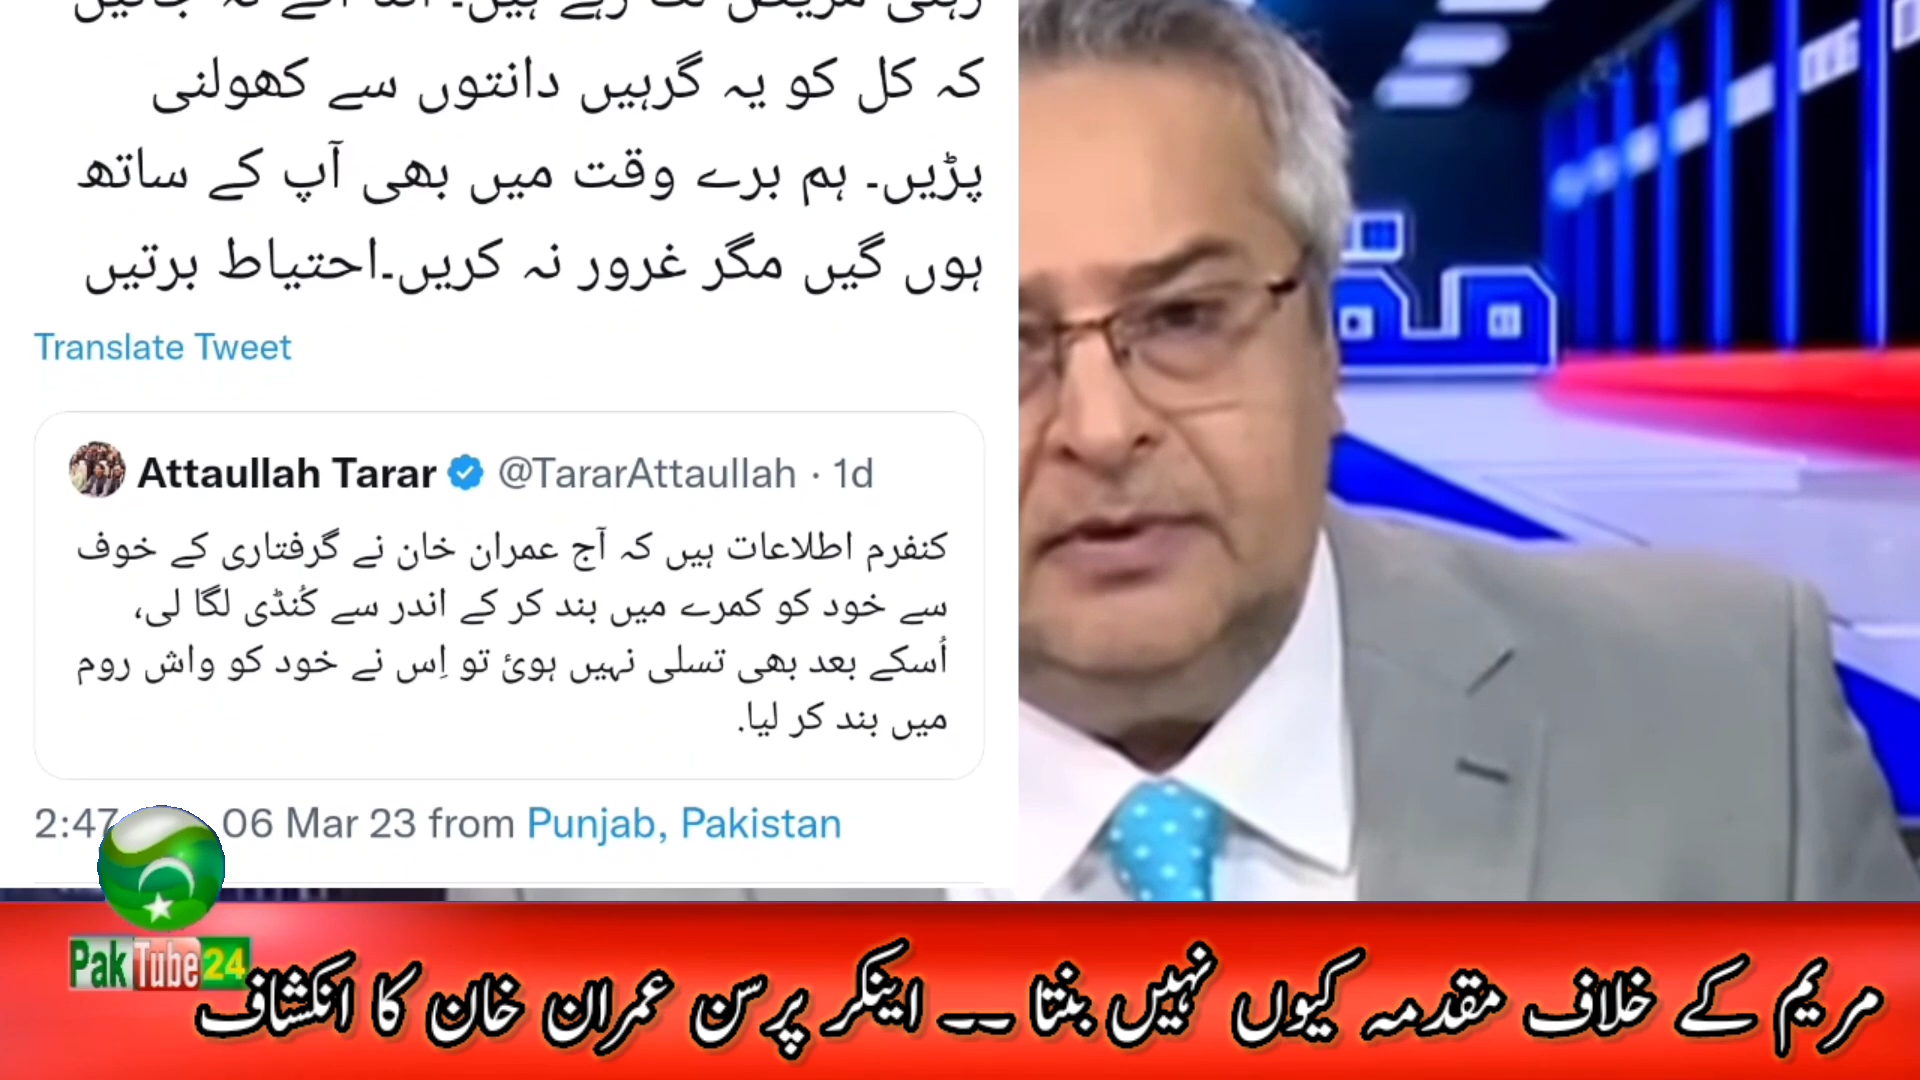 کہ کل کو یہ گرہیں دانتوں سے کھولنی
پڑیں۔ ہم برے وقت میں بھی آپ کے ساتھ
ہوں گیں مگر غرور نہ کریں۔احتیاط برتیں
Translate Tweet
Attaullah Tarar @TararAttaullah · 1d
کنفرم اطلاعات ہیں کہ آج عمران خان نے گرفتاری کے خوف
سے خود کو کمرے میں بند کر کے اندر سے کُنڈی لگا لی،
اُسکے بعد بھی تسلی نہیں ہوئ تو اِس نے خود کو واش روم
میں بند کر لیا.
2:47 06 Mar 23 from Punjab, Pakistan
PakTube24
مریم کے خلاف مقدمہ کیوں نہیں بنتا ۔۔ اینکر پرسن عمران خان کا انکشاف